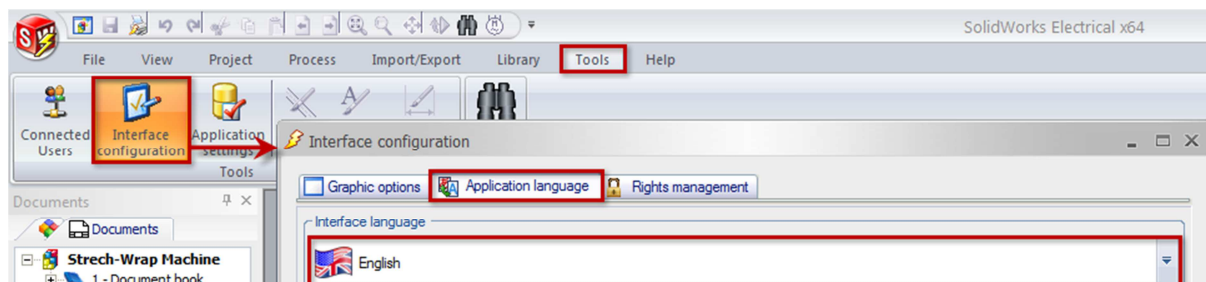 SolidWorks Electrical x64
File View Project Process Import/Export Library Tools Help
Connected Users
Interface configuration
Application settings
Tools
Interface configuration
Graphic options Application language Rights management
Interface language
English
Documents
Documents
Strech-Wrap Machine
1 - Document book